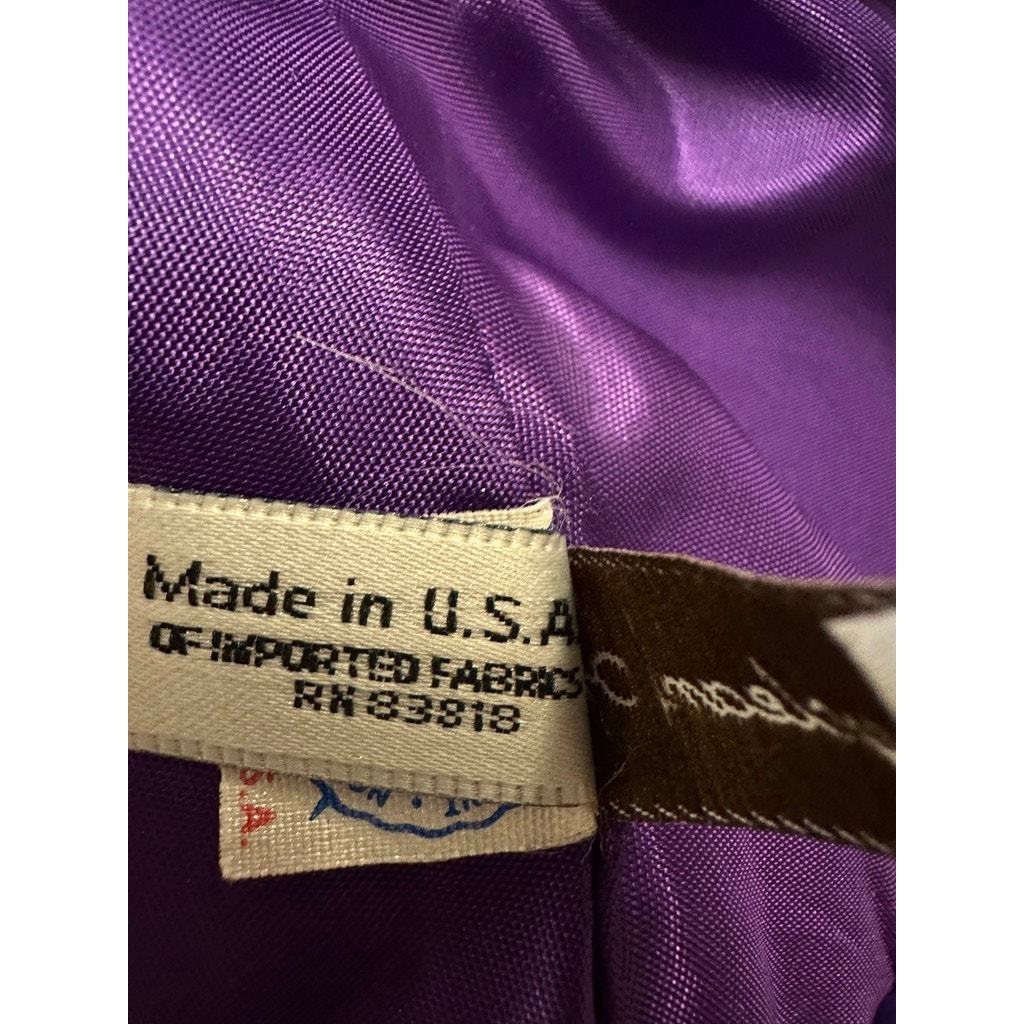 Made in U.S.A.
OF IMPORTED FABRICS
RN 83818
S.A.